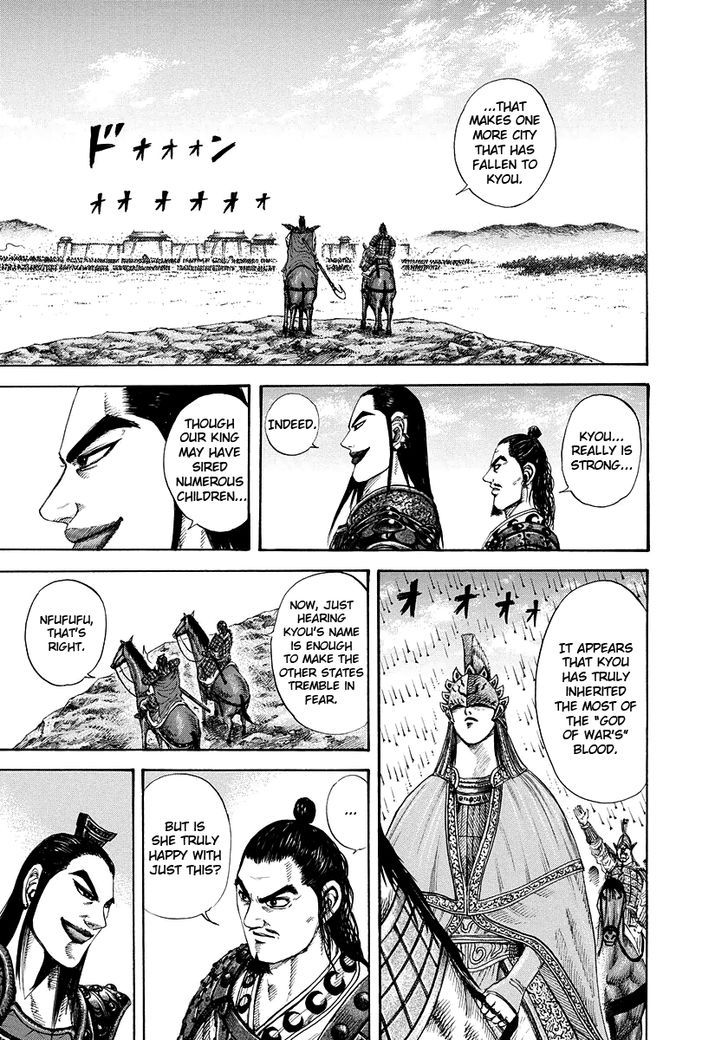 ...THAT
MAKES ONE
MORE CITY
THAT HAS
FALLEN TO
KYOU.
ドォォォン
ォォォォォォ
KYOU...
REALLY IS
STRONG...
INDEED.
THOUGH
OUR KING
MAY HAVE
SIRED
NUMEROUS
CHILDREN...
ォォォォ
IT APPEARS
THAT KYOU
HAS TRULY
INHERITED
THE MOST
OF THE
"GOD
OF WAR'S"
BLOOD.
NOW, JUST
HEARING
KYOU'S NAME
IS ENOUGH
TO MAKE THE
OTHER STATES
TREMBLE IN
FEAR.
NFUFUFU,
THAT'S
RIGHT.
...
BUT IS
SHE TRULY
HAPPY WITH
JUST THIS?